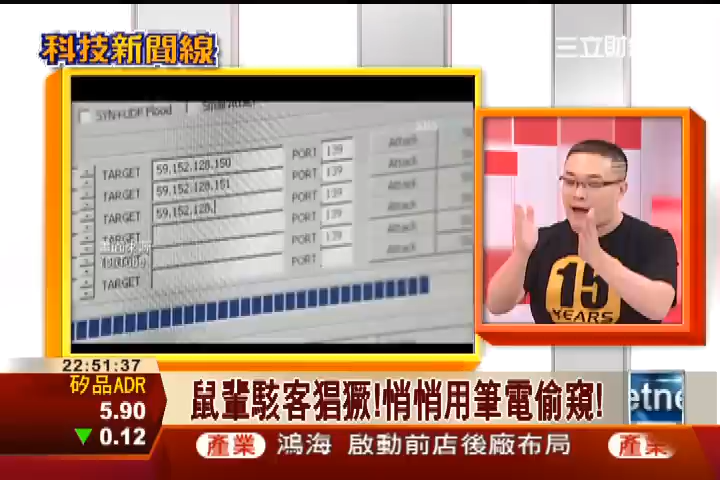 科技新聞線
三立財
SYN+UDP Flood
TARGET 59.152.128.150 PORT 139 Attack
TARGET 59.152.128.151 PORT 139 Attack
TARGET 59.152.128. PORT 139 Attack
TARGET PORT 139 Attack
TARGET PORT 139 Attack
TARGET PORT
15
YEARS
22:51:37
矽品ADR
5.90
▼0.12
鼠輩駭客猖獗!悄悄用筆電偷窺!
etne
產業 鴻海 啟動前店後廠布局 產業